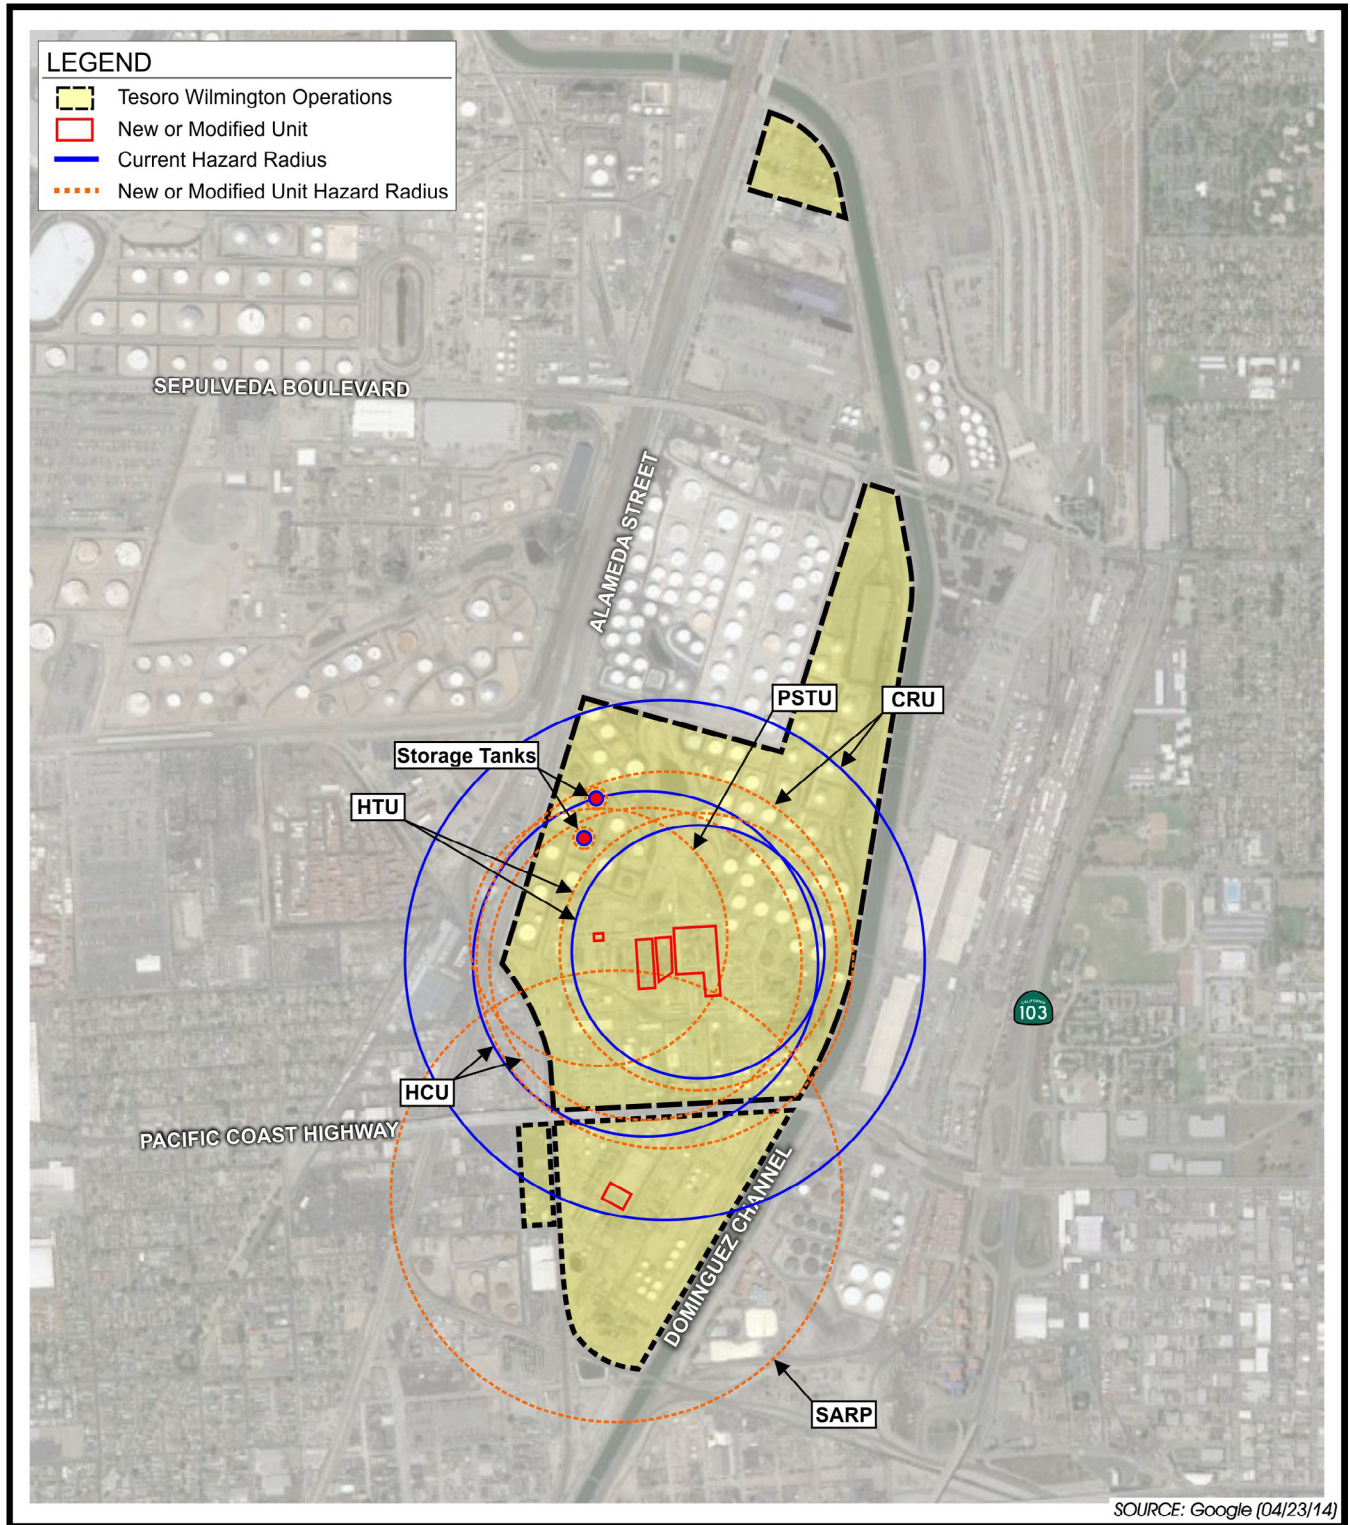 LEGEND
Tesoro Wilmington Operations
New or Modified Unit
Current Hazard Radius
New or Modified Unit Hazard Radius
SEPULVEDA BOULEVARD
ALAMEDA STREET
PSTU
CRU
Storage Tanks
HTU
CALIFORNIA
103
HCU
PACIFIC COAST HIGHWAY
DOMINGUEZ CHANNEL
SARP
SOURCE: Google (04/23/14)